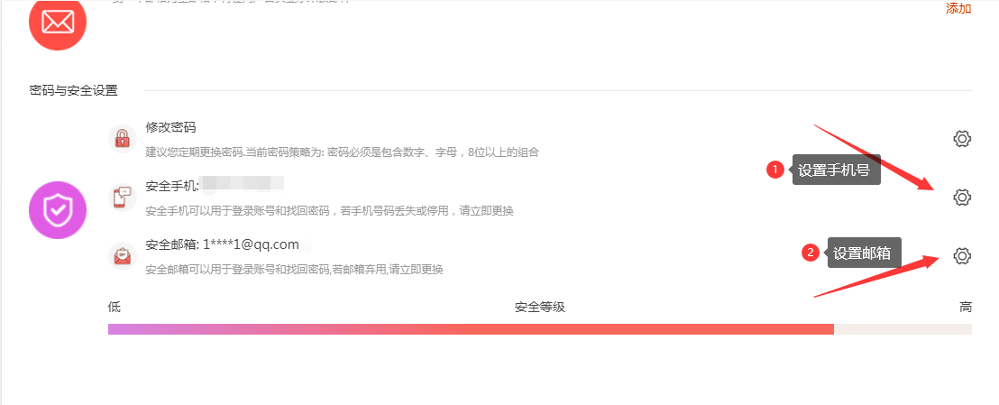 添加
密码与安全设置
修改密码
建议您定期更换密码.当前密码策略为: 密码必须是包含数字、字母，8位以上的组合
1 设置手机号
安全手机:
安全手机可以用于登录账号和找回密码，若手机号码丢失或停用，请立即更换
安全邮箱: 1****1@qq.com
2 设置邮箱
安全邮箱可以用于登录账号和找回密码,若邮箱弃用,请立即更换
低 安全等级 高